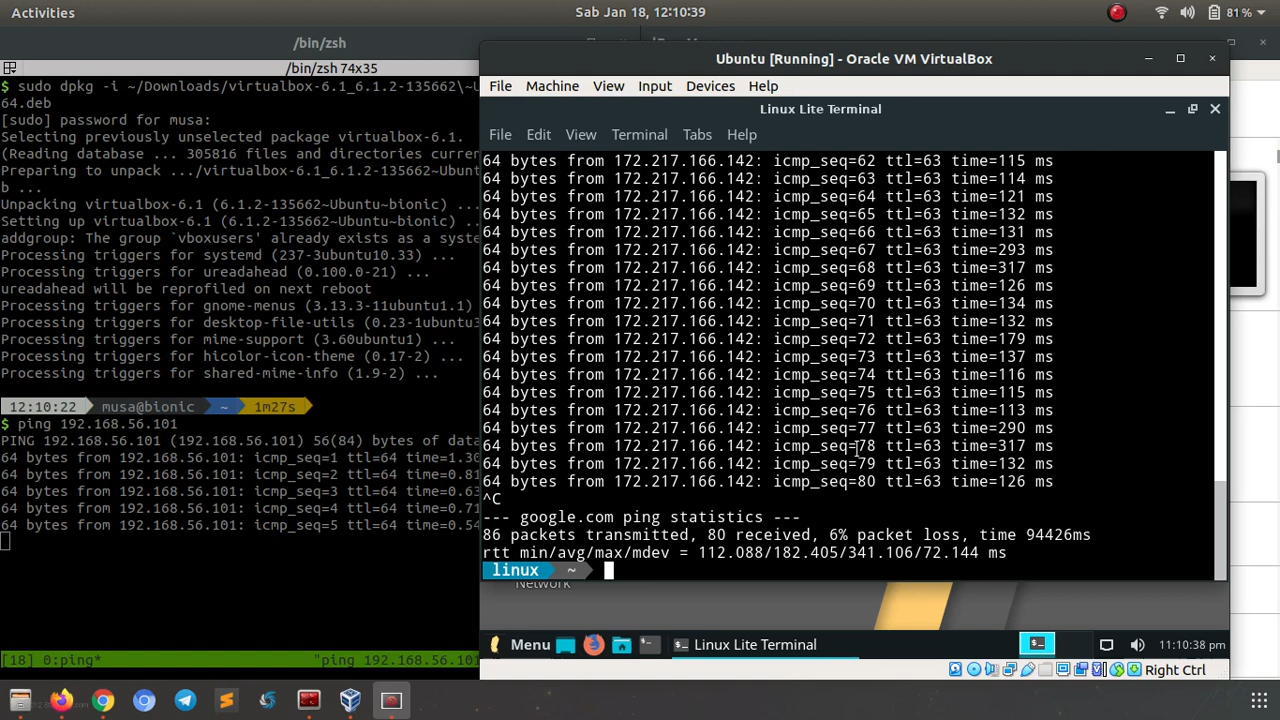 Activities
Sab Jan 18, 12:10:39
81 %
/bin/zsh
/bin/zsh 74x35
$ sudo dpkg -i ~/Downloads/virtualbox-6.1_6.1.2-135662\~U
64.deb
[sudo] password for musa:
Selecting previously unselected package virtualbox-6.1.
(Reading database ... 305816 files and directories curren
Preparing to unpack .../virtualbox-6.1_6.1.2-135662~Ubunt
b ...
Unpacking virtualbox-6.1 (6.1.2-135662~Ubuntu~bionic) ...
Setting up virtualbox-6.1 (6.1.2-135662~Ubuntu~bionic) ...
addgroup: The group `vboxusers' already exists as a syste
Processing triggers for systemd (237-3ubuntu10.33) ...
Processing triggers for ureadahead (0.100.0-21) ...
ureadahead will be reprofiled on next reboot
Processing triggers for gnome-menus (3.13.3-11ubuntu1.1)
Processing triggers for desktop-file-utils (0.23-1ubuntu3
Processing triggers for mime-support (3.60ubuntu1) ...
Processing triggers for hicolor-icon-theme (0.17-2) ...
Processing triggers for shared-mime-info (1.9-2) ...
12:10:22 musa@bionic ~ 1m27s
$ ping 192.168.56.101
PING 192.168.56.101 (192.168.56.101) 56(84) bytes of data
64 bytes from 192.168.56.101: icmp_seq=1 ttl=64 time=1.30
64 bytes from 192.168.56.101: icmp_seq=2 ttl=64 time=0.81
64 bytes from 192.168.56.101: icmp_seq=3 ttl=64 time=0.63
64 bytes from 192.168.56.101: icmp_seq=4 ttl=64 time=0.71
64 bytes from 192.168.56.101: icmp_seq=5 ttl=64 time=0.54
[18] 0:ping* "ping 192.168.56.101
Ubuntu [Running] - Oracle VM VirtualBox
File Machine View Input Devices Help
Linux Lite Terminal
File Edit View Terminal Tabs Help
64 bytes from 172.217.166.142: icmp_seq=62 ttl=63 time=115 ms
64 bytes from 172.217.166.142: icmp_seq=63 ttl=63 time=114 ms
64 bytes from 172.217.166.142: icmp_seq=64 ttl=63 time=121 ms
64 bytes from 172.217.166.142: icmp_seq=65 ttl=63 time=132 ms
64 bytes from 172.217.166.142: icmp_seq=66 ttl=63 time=131 ms
64 bytes from 172.217.166.142: icmp_seq=67 ttl=63 time=293 ms
64 bytes from 172.217.166.142: icmp_seq=68 ttl=63 time=317 ms
64 bytes from 172.217.166.142: icmp_seq=69 ttl=63 time=126 ms
64 bytes from 172.217.166.142: icmp_seq=70 ttl=63 time=134 ms
64 bytes from 172.217.166.142: icmp_seq=71 ttl=63 time=132 ms
64 bytes from 172.217.166.142: icmp_seq=72 ttl=63 time=179 ms
64 bytes from 172.217.166.142: icmp_seq=73 ttl=63 time=137 ms
64 bytes from 172.217.166.142: icmp_seq=74 ttl=63 time=116 ms
64 bytes from 172.217.166.142: icmp_seq=75 ttl=63 time=115 ms
64 bytes from 172.217.166.142: icmp_seq=76 ttl=63 time=113 ms
64 bytes from 172.217.166.142: icmp_seq=77 ttl=63 time=290 ms
64 bytes from 172.217.166.142: icmp_seq=78 ttl=63 time=317 ms
64 bytes from 172.217.166.142: icmp_seq=79 ttl=63 time=132 ms
64 bytes from 172.217.166.142: icmp_seq=80 ttl=63 time=126 ms
^C
--- google.com ping statistics ---
86 packets transmitted, 80 received, 6% packet loss, time 94426ms
rtt min/avg/max/mdev = 112.088/182.405/341.106/72.144 ms
linux ~
Network
Menu Linux Lite Terminal 11:10:38 pm
Right Ctrl